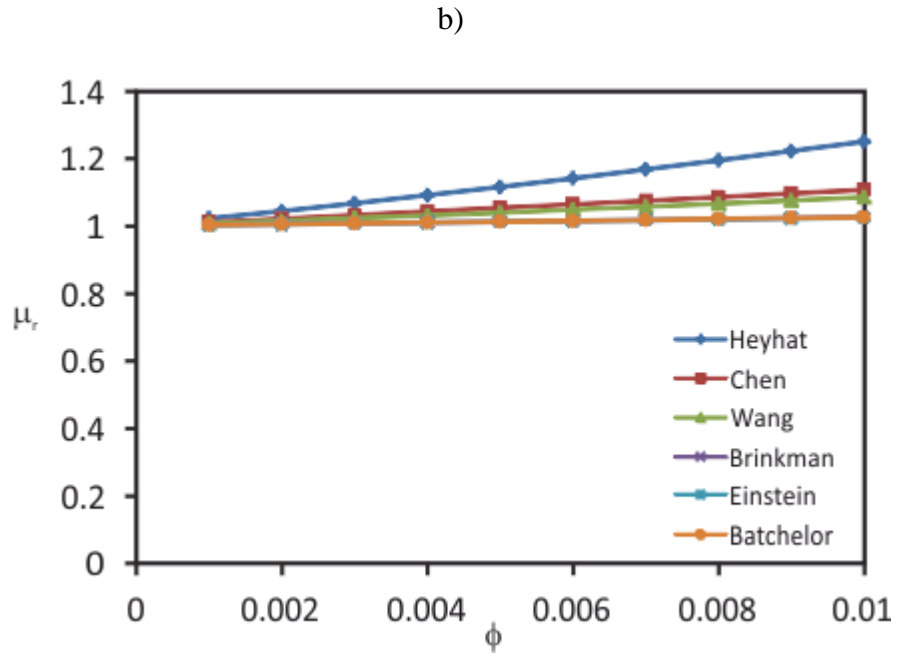 b)
1.4
1.2
1
0.8
0.6
0.4
0.2
0
μr
Heyhat
Chen
Wang
Brinkman
Einstein
Batchelor
0
0.002
0.004
0.006
0.008
0.01
ϕ